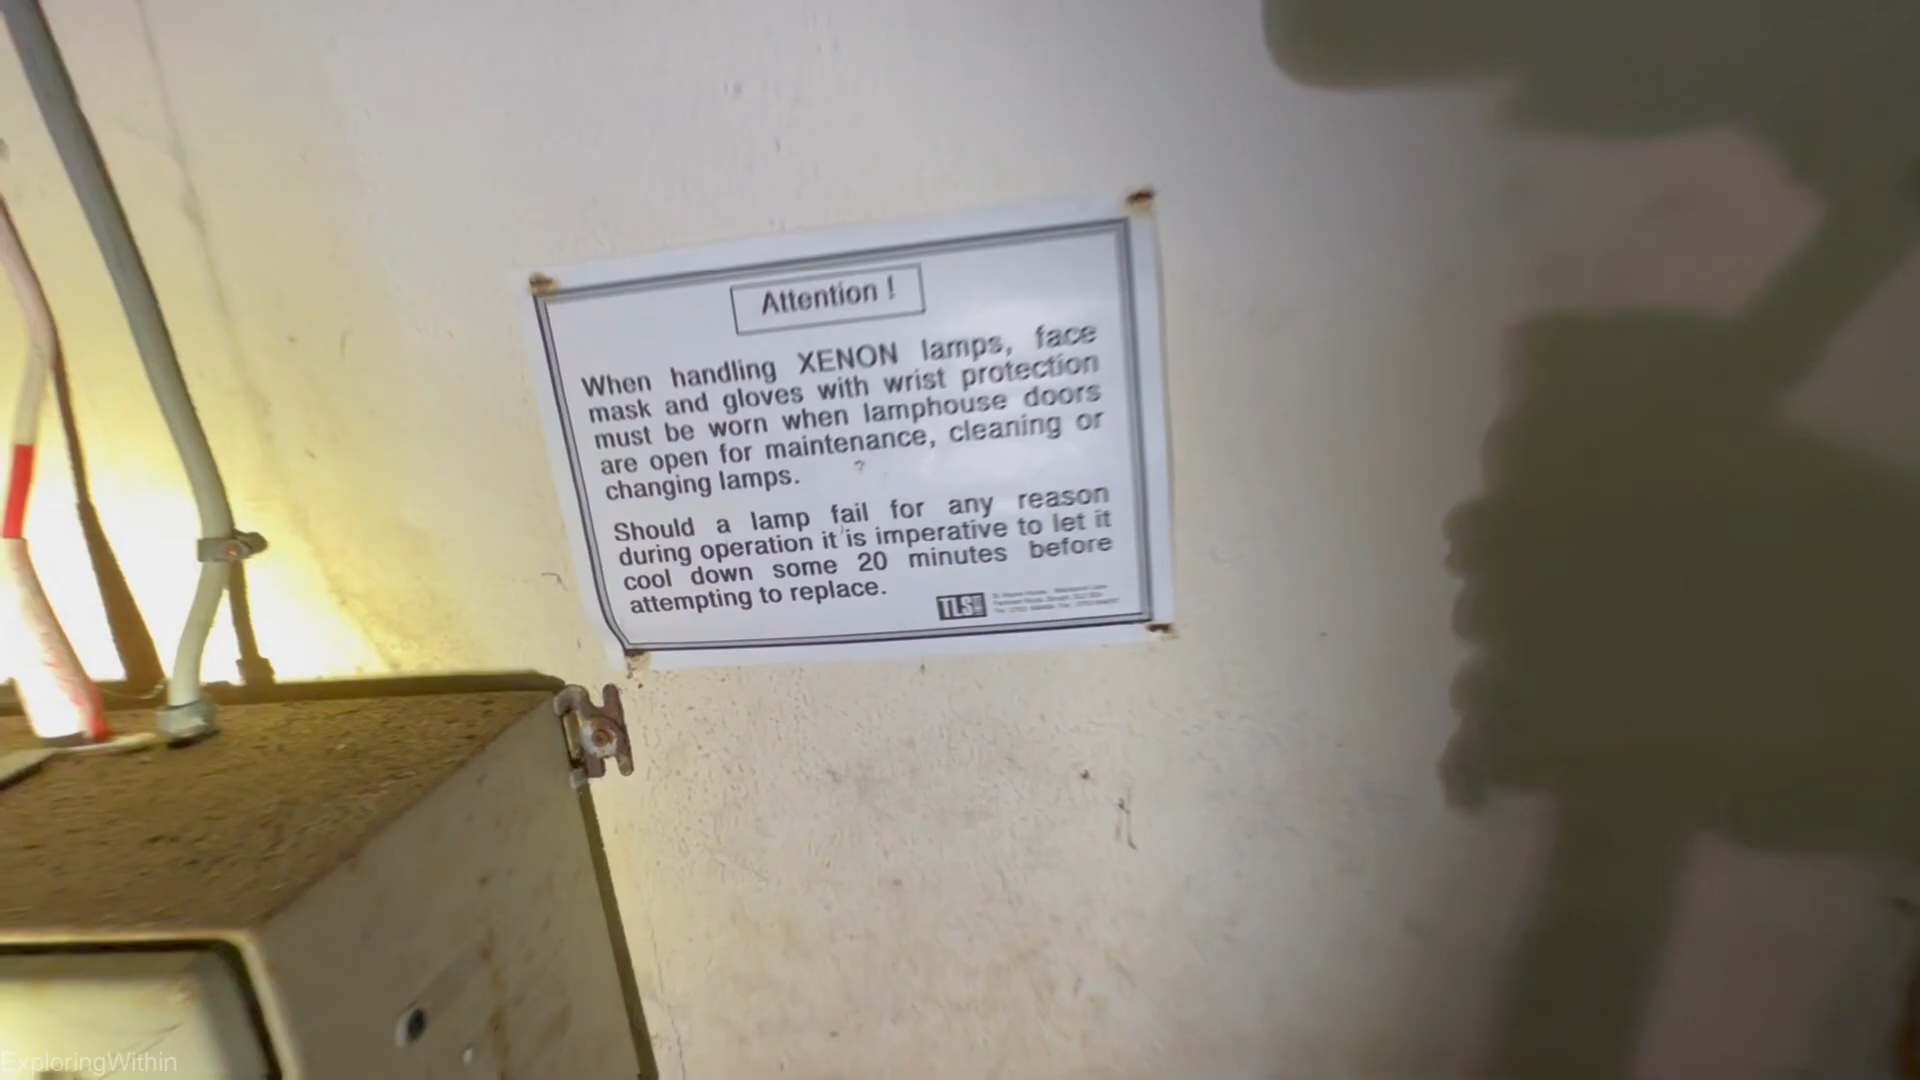 Attention !
When handling XENON lamps, face
mask and gloves with wrist protection
must be worn when lamphouse doors
are open for maintenance, cleaning or
changing lamps.
Should a lamp fail for any reason
during operation it is imperative to let it
cool down some 20 minutes before
attempting to replace.
TLS
ExploringWithin